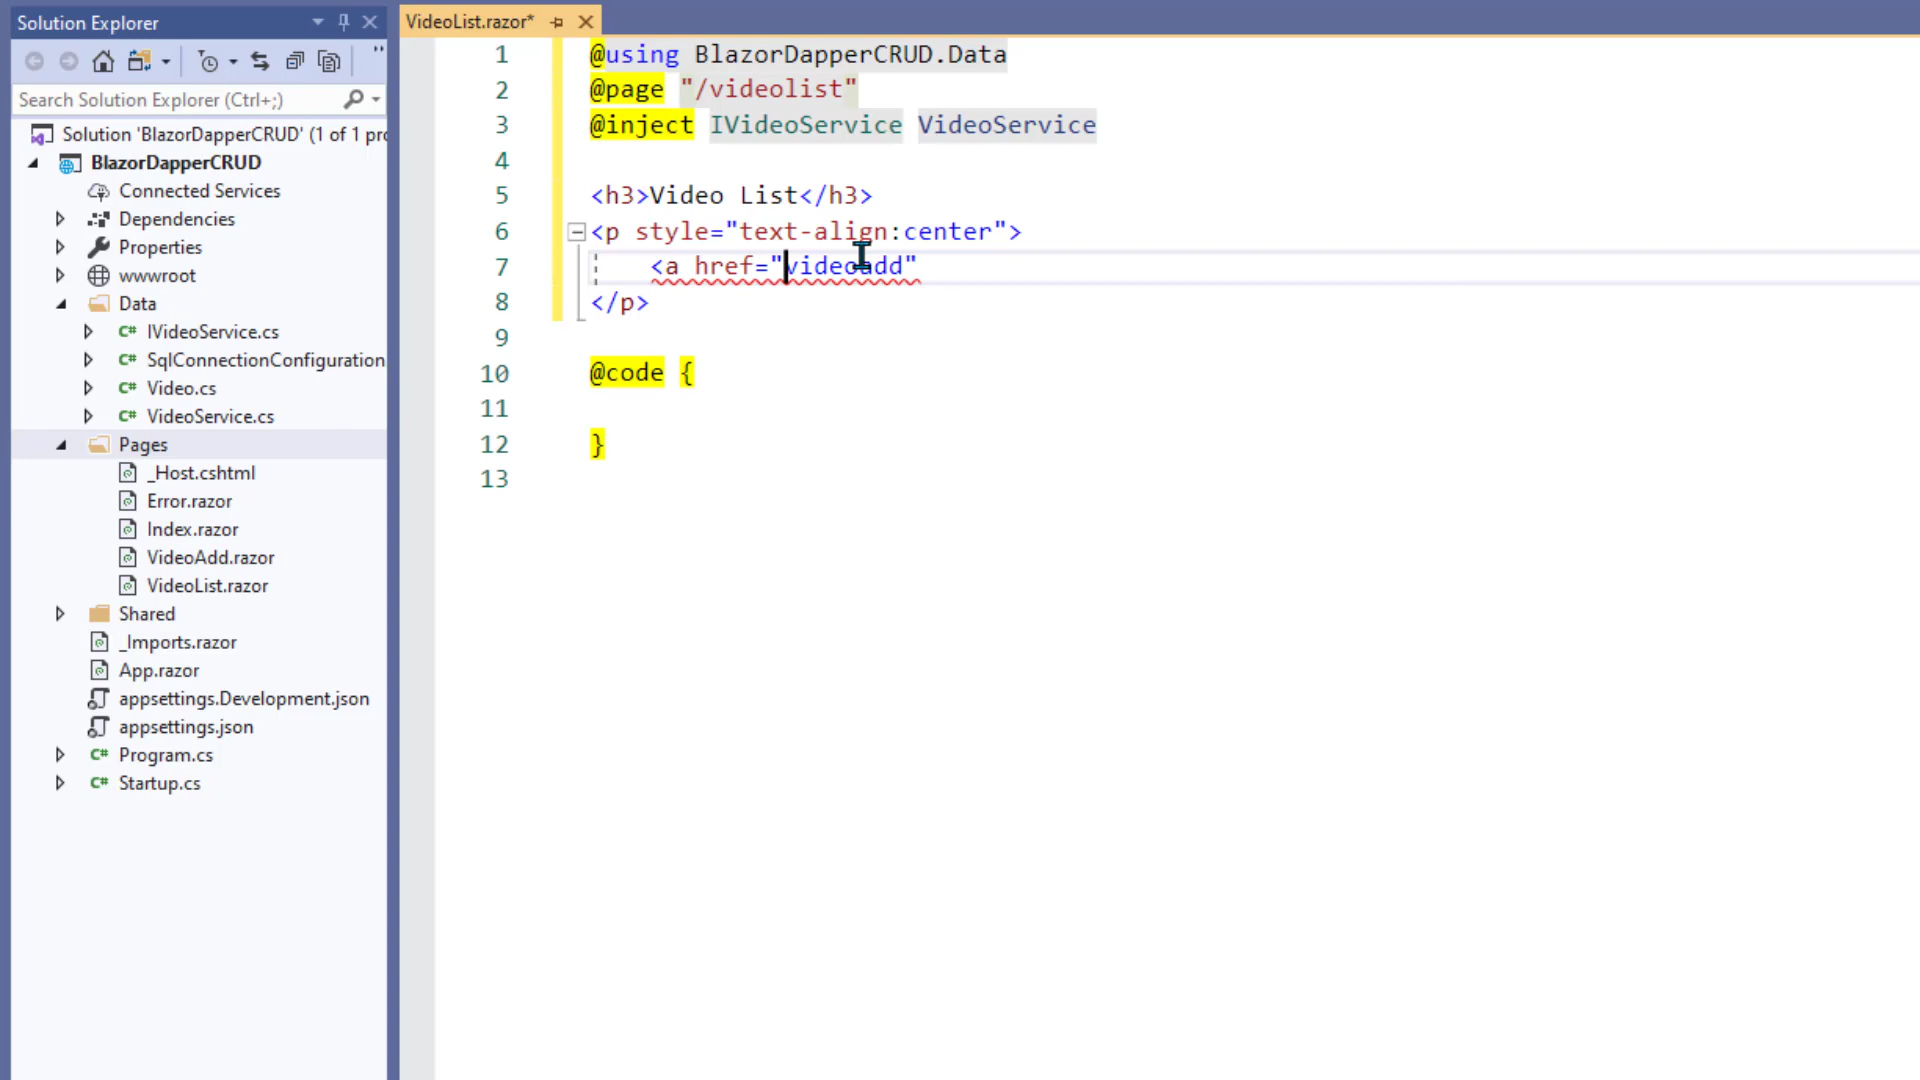 Solution Explorer
Search Solution Explorer (Ctrl+;)
Solution 'BlazorDapperCRUD' (1 of 1 pro
BlazorDapperCRUD
Connected Services
Dependencies
Properties
wwwroot
Data
C# IVideoService.cs
C# SqlConnectionConfiguration
C# Video.cs
C# VideoService.cs
Pages
_Host.cshtml
Error.razor
Index.razor
VideoAdd.razor
VideoList.razor
Shared
_Imports.razor
App.razor
appsettings.Development.json
appsettings.json
C# Program.cs
C# Startup.cs
VideoList.razor*
1 @using BlazorDapperCRUD.Data
2 @page "/videolist"
3 @inject IVideoService VideoService
4
5 <h3>Video List</h3>
6 <p style="text-align:center">
7 <a href="videoadd"
8 </p>
9
10 @code {
11
12 }
13